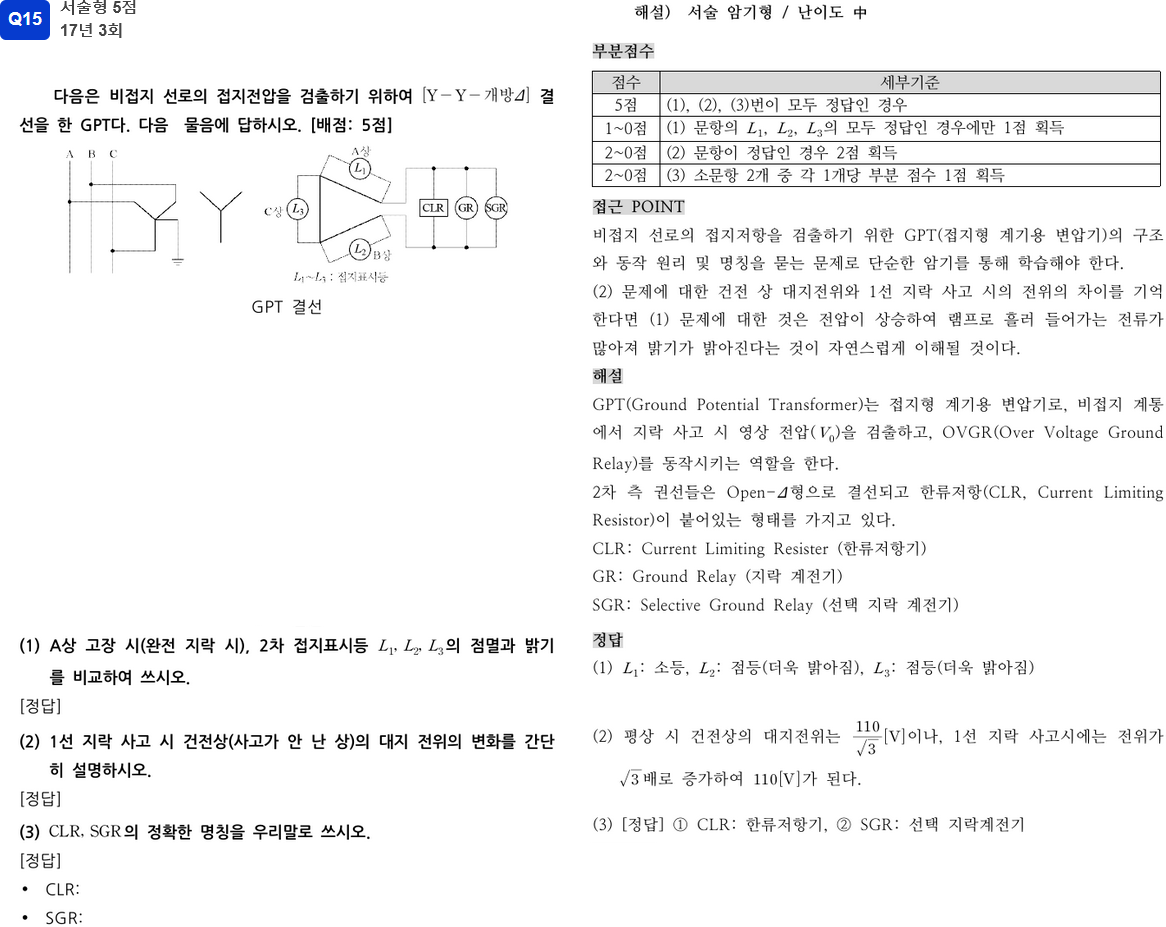 Q15
서술형 5점
17년 3회
다음은 비접지 선로의 접지전압을 검출하기 위하여 [Y-Y-개방⊿] 결
선을 한 GPT다. 다음 물음에 답하시오. [배점: 5점]
A B C
A상
L₁
C상 L₃
L₂ B상
CLR GR SGR
L₁~L₃ : 접지표시등
GPT 결선
(1) A상 고장 시(완전 지락 시), 2차 접지표시등 L₁, L₂, L₃의 점멸과 밝기
를 비교하여 쓰시오.
[정답]
(2) 1선 지락 사고 시 건전상(사고가 안 난 상)의 대지 전위의 변화를 간단
히 설명하시오.
[정답]
(3) CLR, SGR의 정확한 명칭을 우리말로 쓰시오.
[정답]
• CLR:
• SGR:
해설) 서술 암기형 / 난이도 中
부분점수
점수 세부기준
5점 (1), (2), (3)번이 모두 정답인 경우
1~0점 (1) 문항의 L₁, L₂, L₃의 모두 정답인 경우에만 1점 획득
2~0점 (2) 문항이 정답인 경우 2점 획득
2~0점 (3) 소문항 2개 중 각 1개당 부분 점수 1점 획득
접근 POINT
비접지 선로의 접지저항을 검출하기 위한 GPT(접지형 계기용 변압기)의 구조
와 동작 원리 및 명칭을 묻는 문제로 단순한 암기를 통해 학습해야 한다.
(2) 문제에 대한 건전 상 대지전위와 1선 지락 사고 시의 전위의 차이를 기억
한다면 (1) 문제에 대한 것은 전압이 상승하여 램프로 흘러 들어가는 전류가
많아져 밝기가 밝아진다는 것이 자연스럽게 이해될 것이다.
해설
GPT(Ground Potential Transformer)는 접지형 계기용 변압기로, 비접지 계통
에서 지락 사고 시 영상 전압(V₀)을 검출하고, OVGR(Over Voltage Ground
Relay)를 동작시키는 역할을 한다.
2차 측 권선들은 Open-⊿형으로 결선되고 한류저항(CLR, Current Limiting
Resistor)이 붙어있는 형태를 가지고 있다.
CLR: Current Limiting Resister (한류저항기)
GR: Ground Relay (지락 계전기)
SGR: Selective Ground Relay (선택 지락 계전기)
정답
(1) L₁: 소등, L₂: 점등(더욱 밝아짐), L₃: 점등(더욱 밝아짐)
(2) 평상 시 건전상의 대지전위는 110/√3[V]이나, 1선 지락 사고시에는 전위가
√3배로 증가하여 110[V]가 된다.
(3) [정답] ① CLR: 한류저항기, ② SGR: 선택 지락계전기